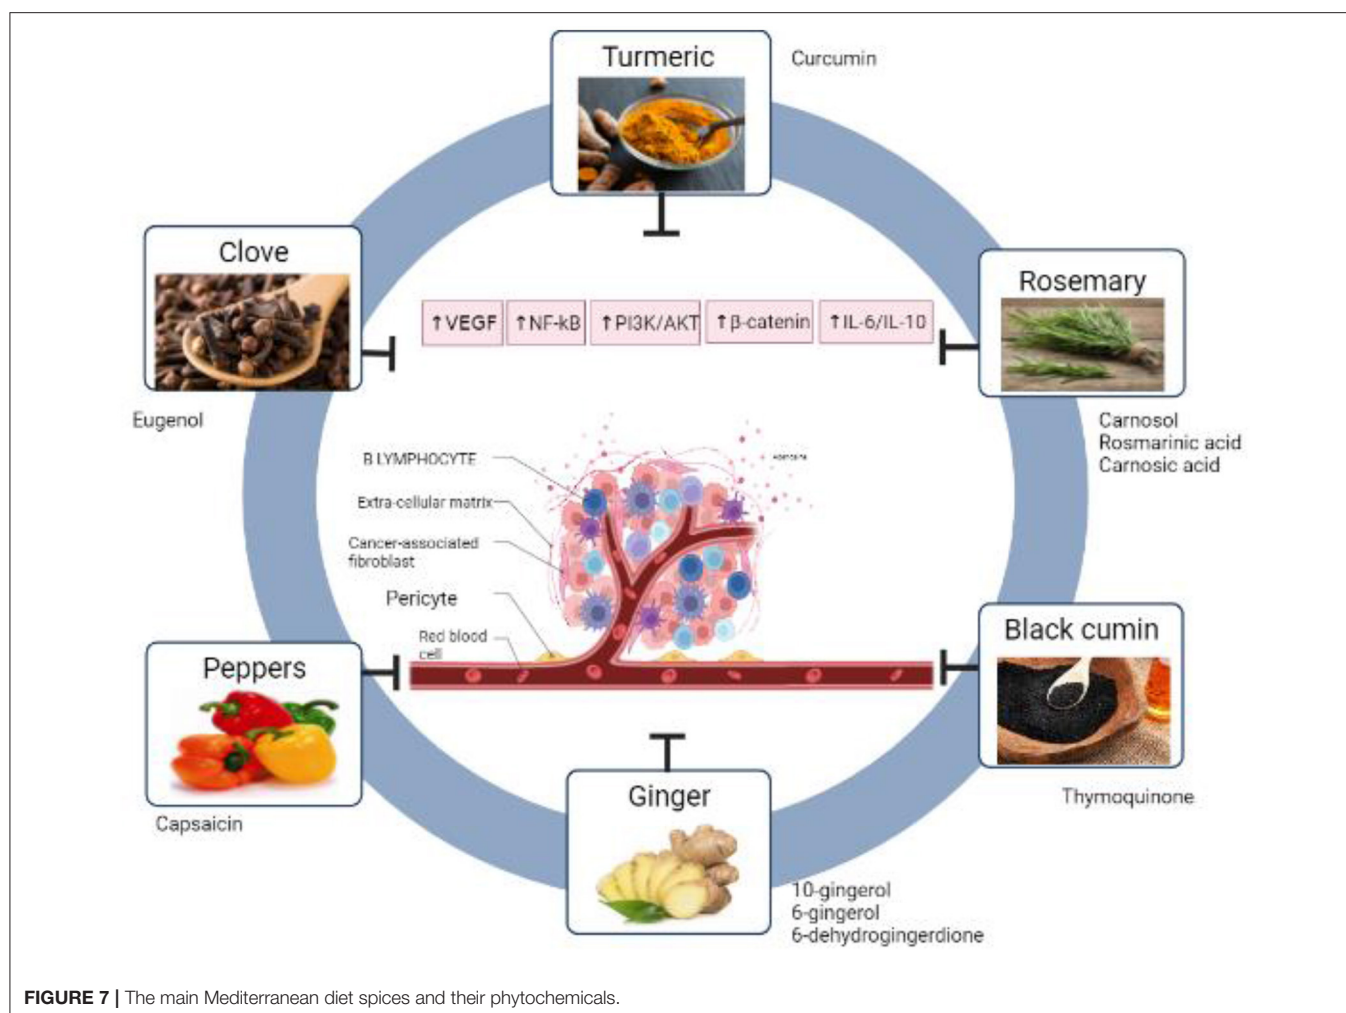 Turmeric
Curcumin
Clove
Eugenol
Rosemary
Carnosol
Rosmarinic acid
Carnosic acid
↑VEGF
↑NF-kB
↑PI3K/AKT
↑β-catenin
↑IL-6/IL-10
B LYMPHOCYTE
Extra-cellular matrix
Cancer-associated
fibroblast
Pericyte
Red blood
cell
Peppers
Capsaicin
Black cumin
Thymoquinone
Ginger
10-gingerol
6-gingerol
6-dehydrogingerdione
FIGURE 7 | The main Mediterranean diet spices and their phytochemicals.